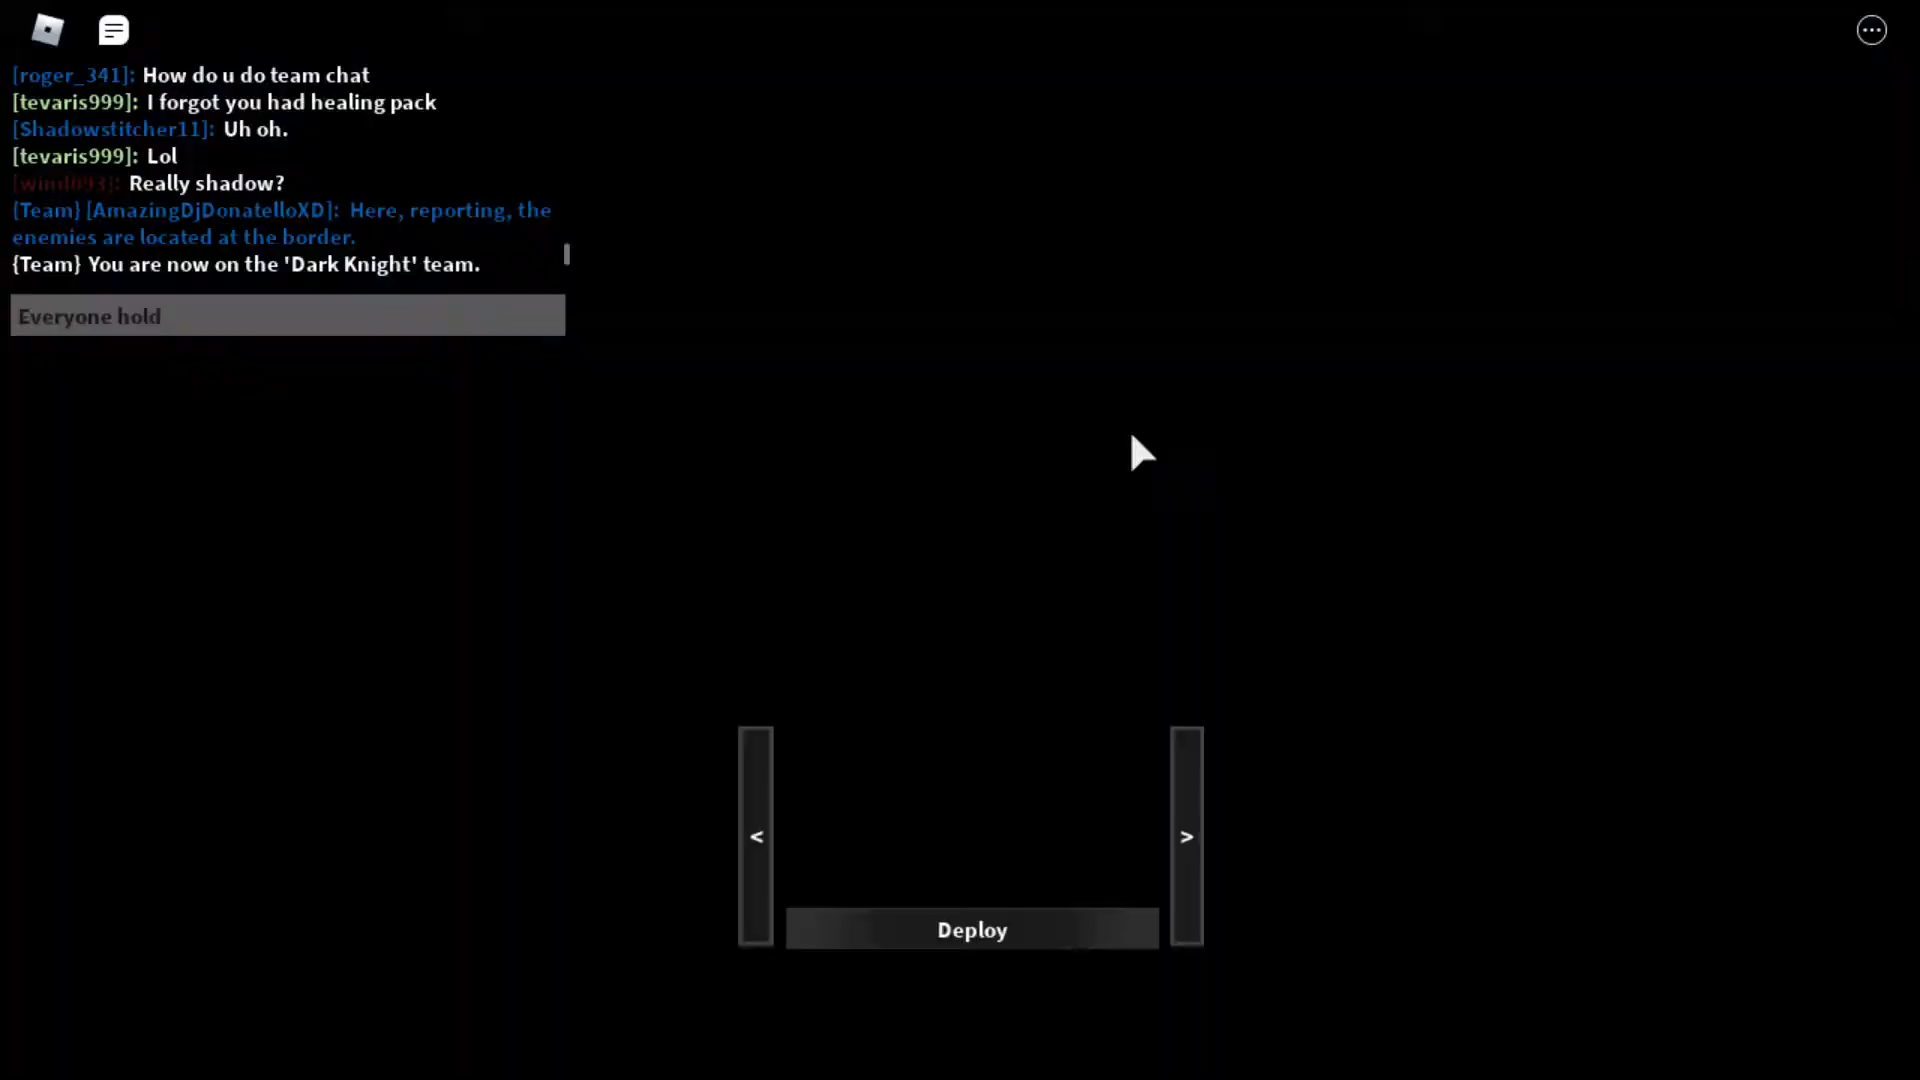 [roger_341]: How do u do team chat
[tevaris999]: I forgot you had healing pack
[Shadowstitcher11]: Uh oh.
[tevaris999]: Lol
[wind093]: Really shadow?
{Team} [AmazingDjDonatelloXD]: Here, reporting, the
enemies are located at the border.
{Team} You are now on the 'Dark Knight' team.
Everyone hold
< >
Deploy